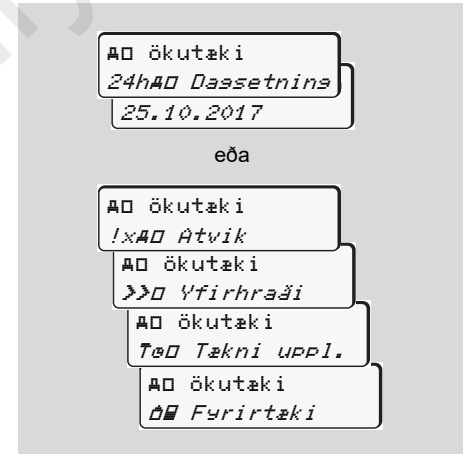 ökutæki
24h Dagsetning
25.10.2017
eða
ökutæki
!x Atvik
ökutæki
>> Yfirhraði
ökutæki
T Tækni uppl.
ökutæki
Fyrirtæki